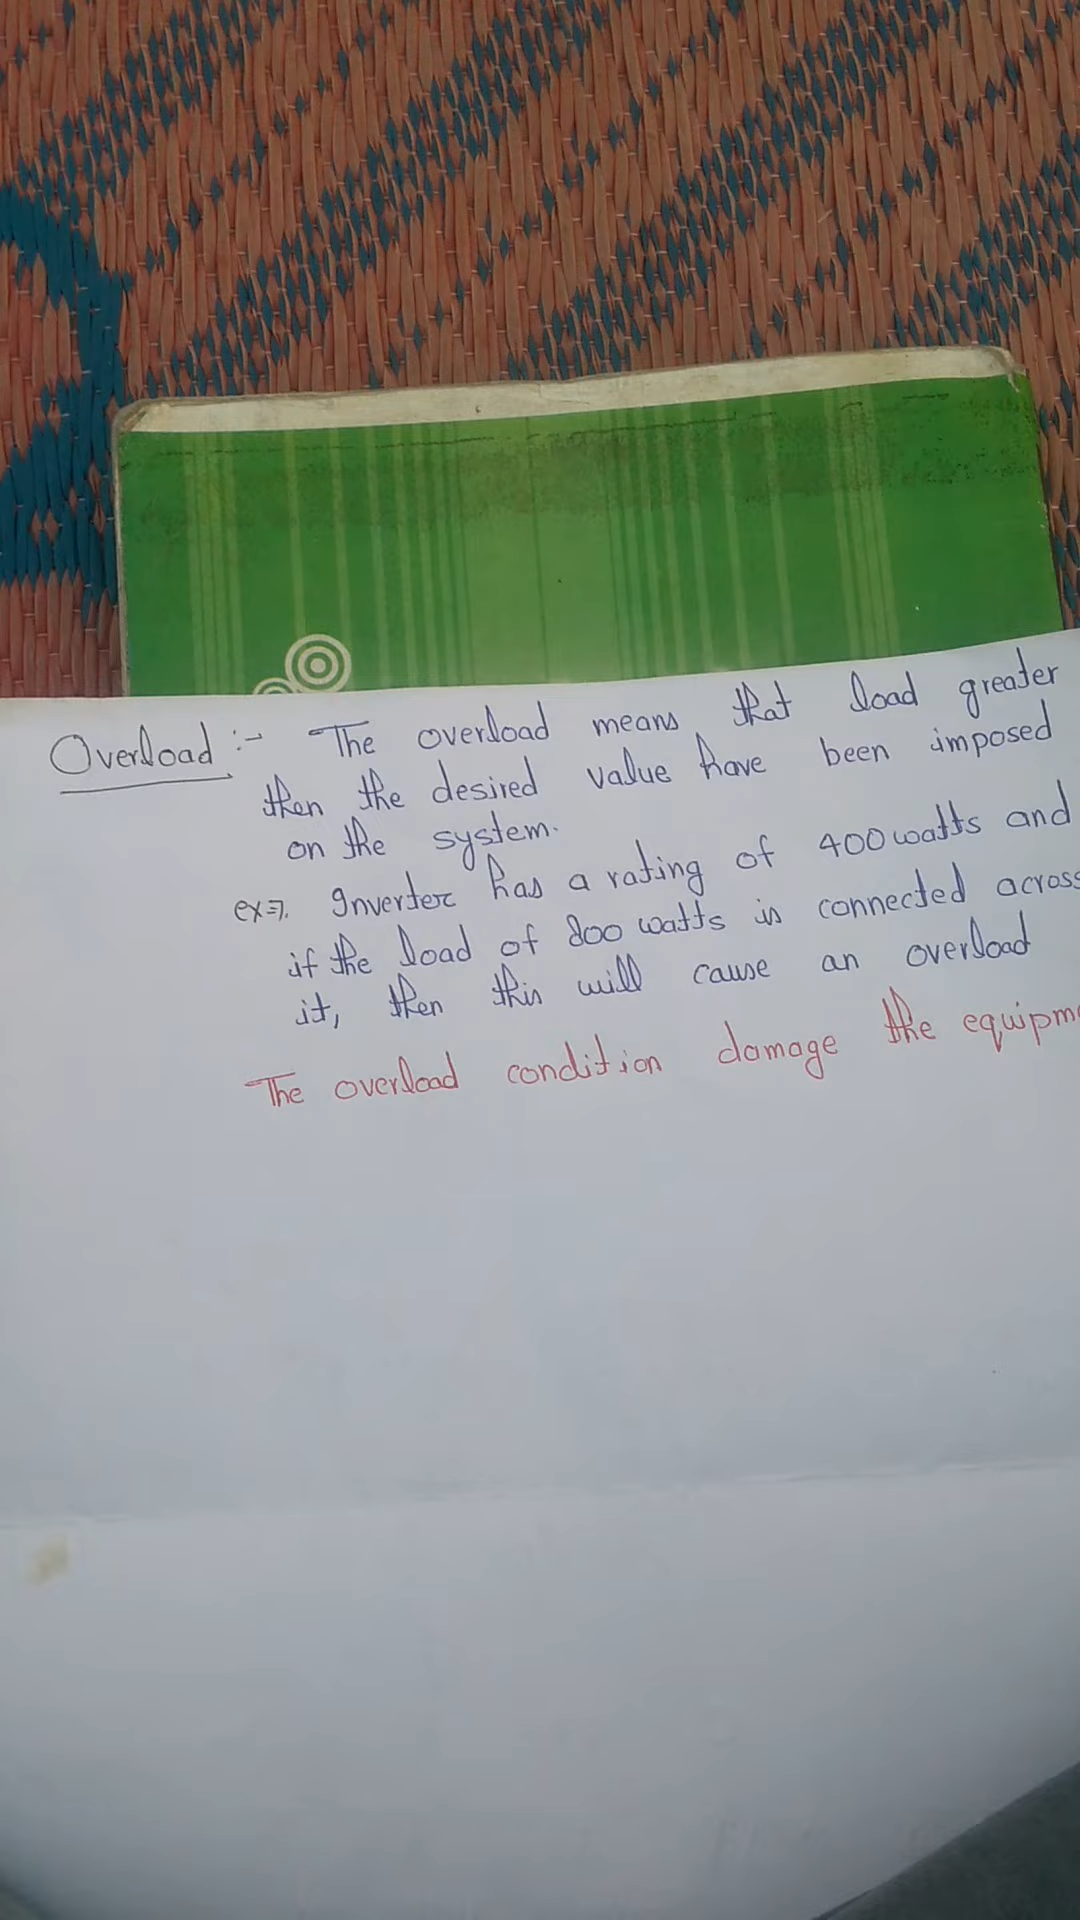 Overload :- The overload means that load greater
then the desired value have been imposed
on the system.
ex=7. Inverter has a rating of 400 watts and
if the load of 800 watts is connected across
it, then this will cause an overload
The overload condition damage the equipme